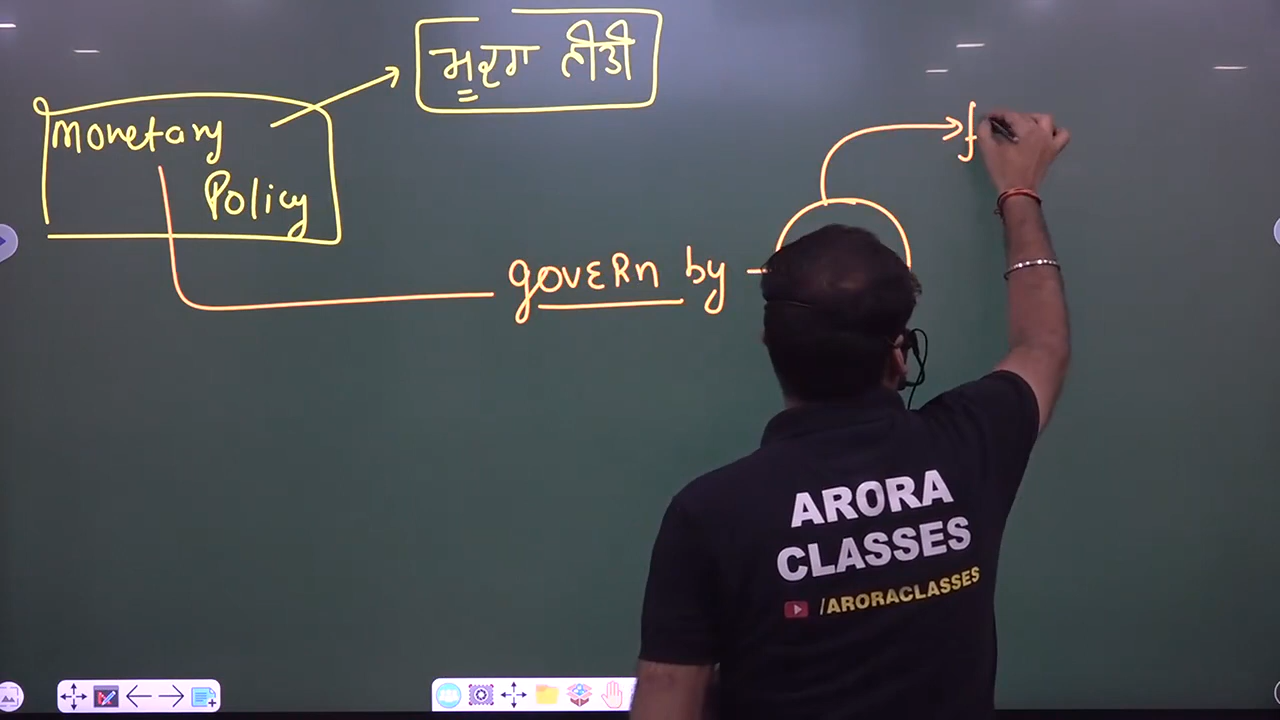 ਮੂਦਰਾ ਨੀਤੀ
Monetary
Policy
govern by
ARORA
CLASSES
/ARORACLASSES